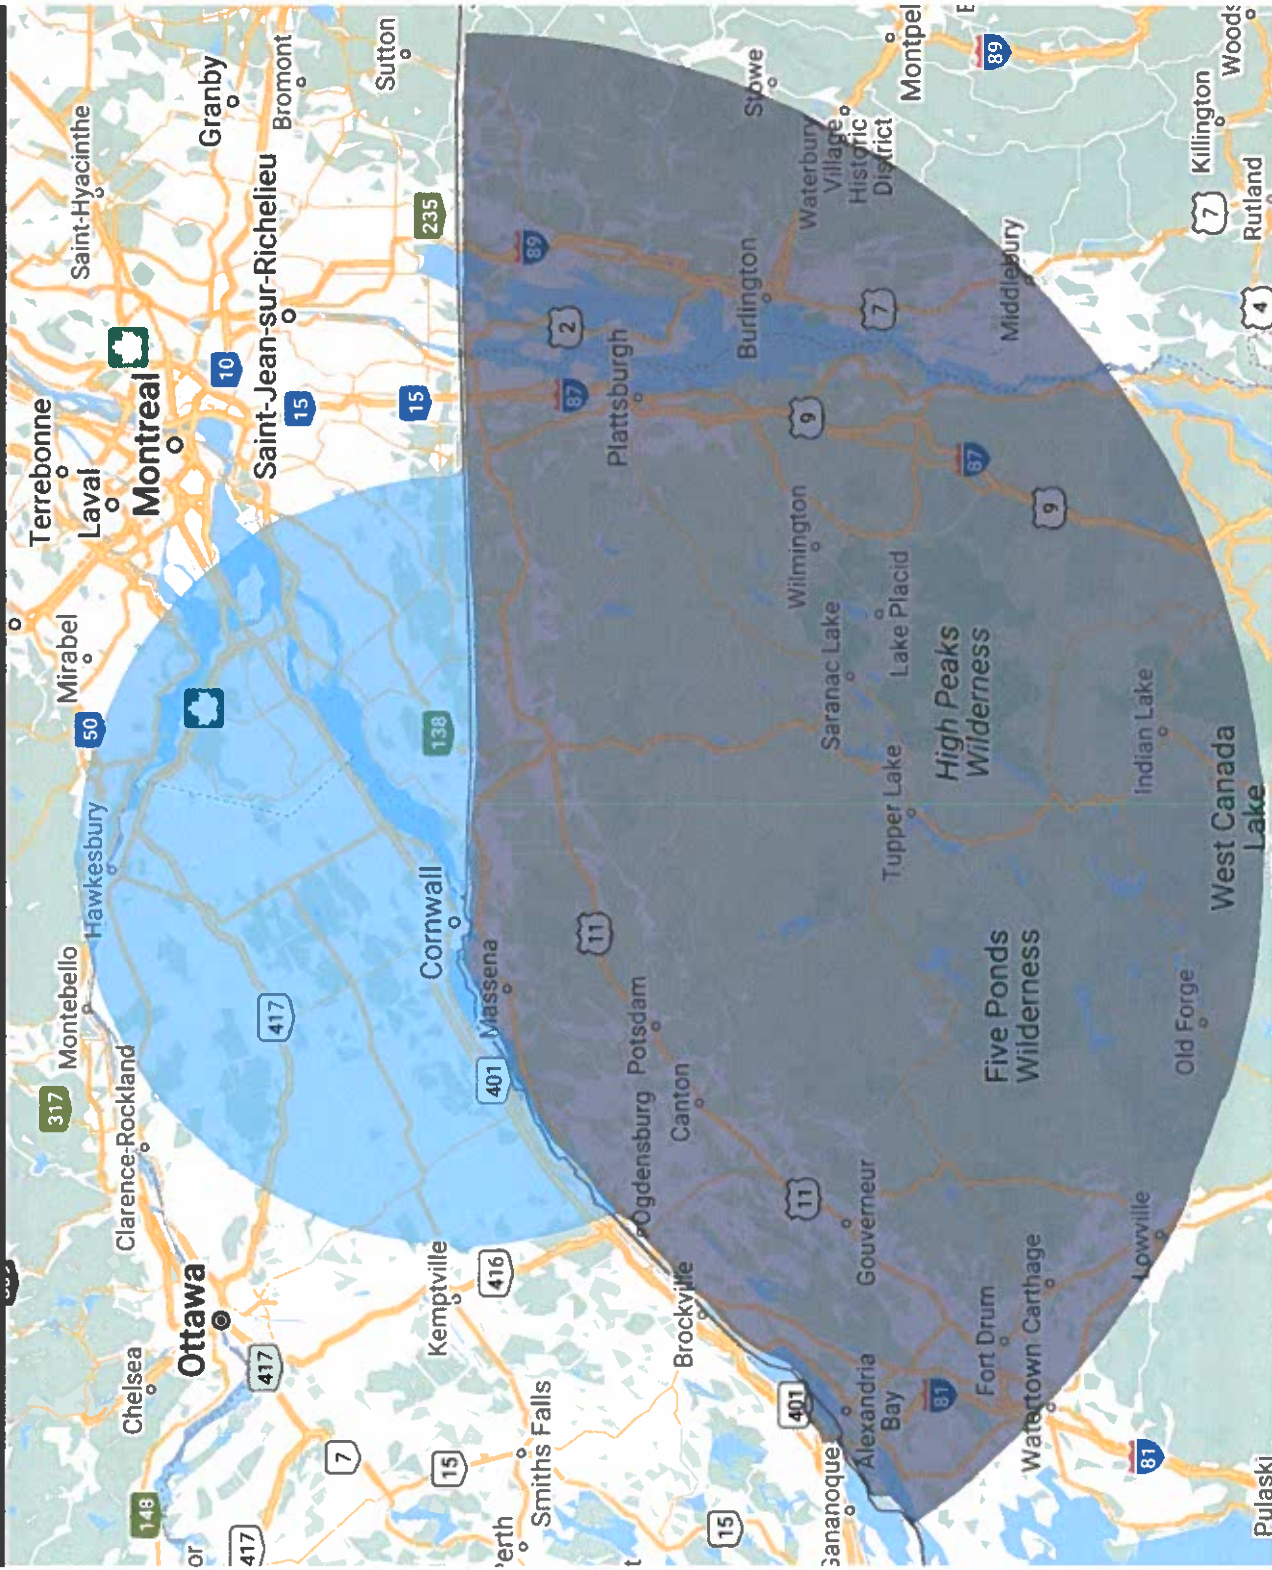 Sutton
Bromont
Granby
Saint-Hyacinthe
Saint-Jean-sur-Richelieu
235
10
15
15
Montreal
Laval
Terrebonne
Mirabel
50
Hawkesbury
Montebello
317
Clarence-Rockland
Ottawa
Chelsea
148
417
417
417
7
15
15
Perth
Smiths Falls
Kemptville
416
Brockville
401
401
Gananoque
Cornwall
138
Massena
Ogdensburg
Potsdam
Canton
11
11
Gouverneur
Alexandria
Bay
81
81
Fort Drum
Carthage
Watertown
Lowville
Pulaski
Old Forge
Five Ponds
Wilderness
West Canada
Lake
Indian Lake
High Peaks
Wilderness
Tupper Lake
Saranac Lake
Lake Placid
Wilmington
Plattsburgh
87
87
9
9
2
89
89
Burlington
7
7
Middlebury
Stowe
Waterbury
Village
Historic
District
Montpel
Killington
Woods
Rutland
4